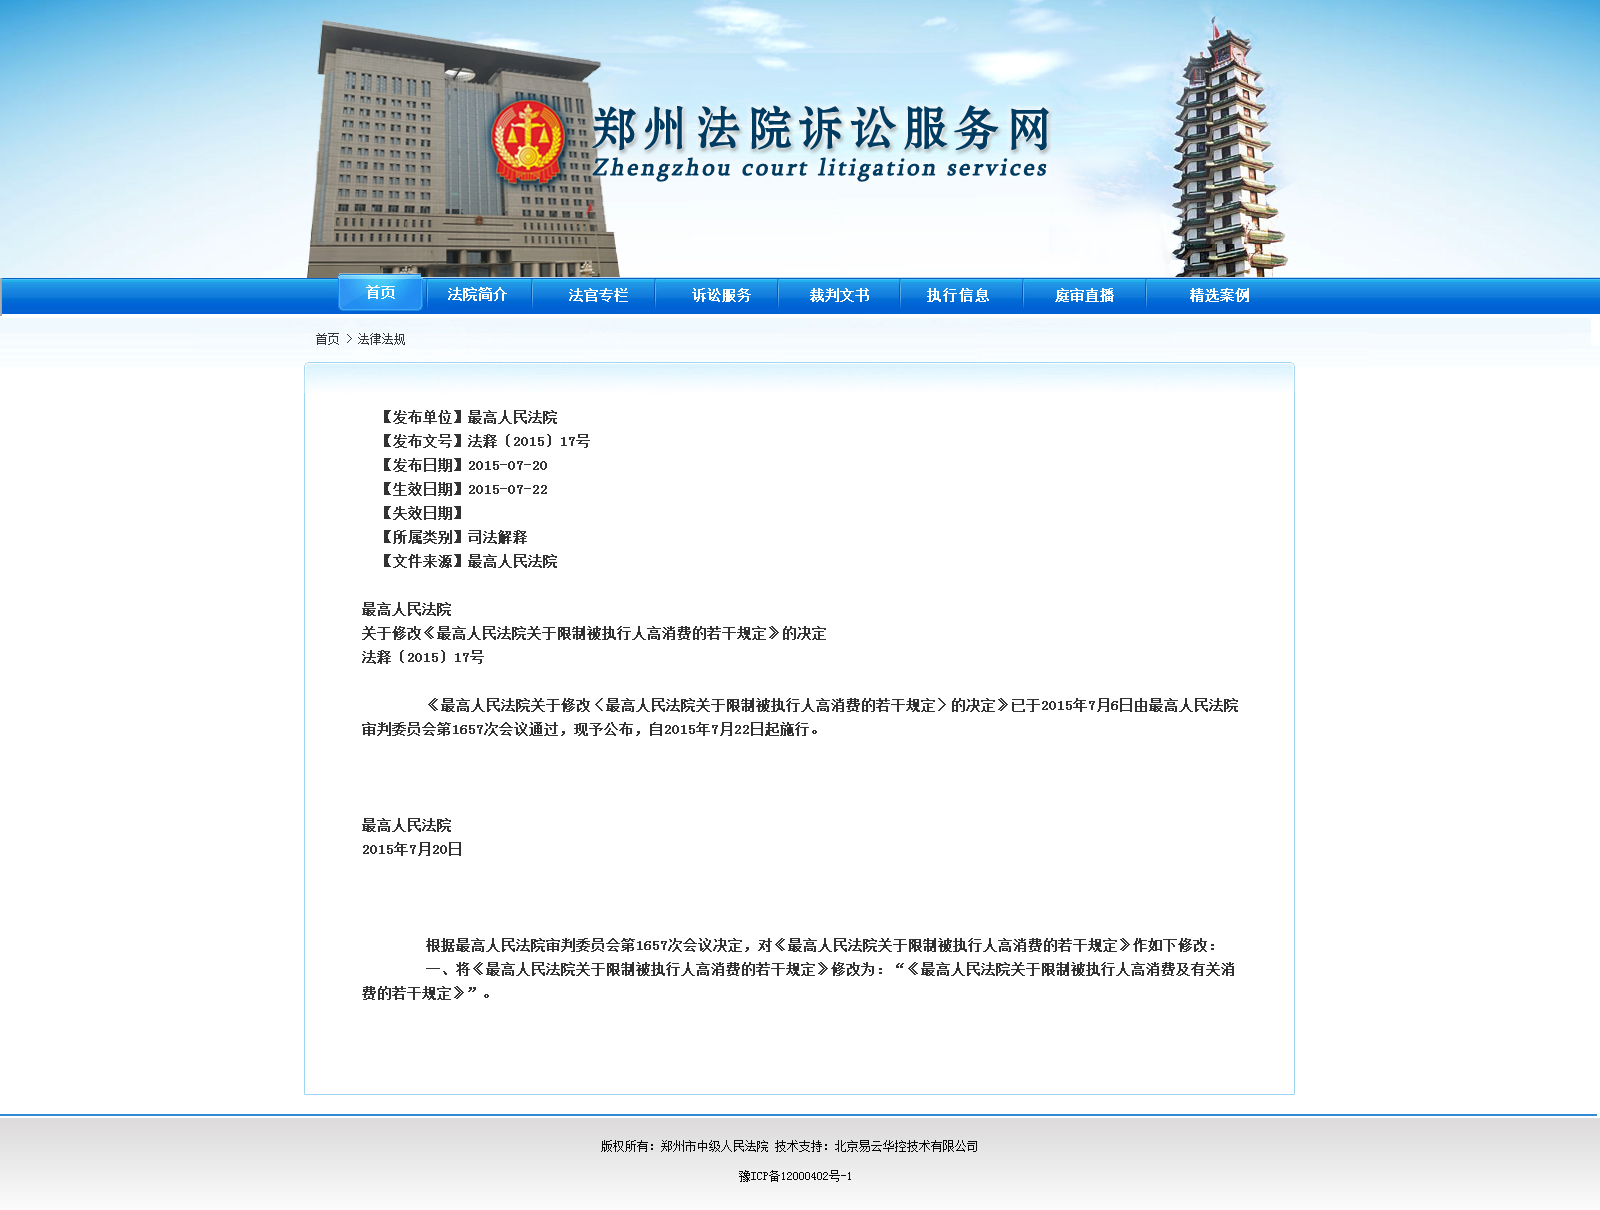 郑州法院诉讼服务网
Zhengzhou court litigation services
首页 法院简介 法官专栏 诉讼服务 裁判文书 执行信息 庭审直播 精选案例
首页 > 法律法规
【发布单位】最高人民法院
【发布文号】法释〔2015〕17号
【发布日期】2015-07-20
【生效日期】2015-07-22
【失效日期】
【所属类别】司法解释
【文件来源】最高人民法院
最高人民法院
关于修改《最高人民法院关于限制被执行人高消费的若干规定》的决定
法释〔2015〕17号
《最高人民法院关于修改〈最高人民法院关于限制被执行人高消费的若干规定〉的决定》已于2015年7月6日由最高人民法院
审判委员会第1657次会议通过，现予公布，自2015年7月22日起施行。
最高人民法院
2015年7月20日
根据最高人民法院审判委员会第1657次会议决定，对《最高人民法院关于限制被执行人高消费的若干规定》作如下修改：
一、将《最高人民法院关于限制被执行人高消费的若干规定》修改为：“《最高人民法院关于限制被执行人高消费及有关消
费的若干规定》”。
版权所有：郑州市中级人民法院 技术支持：北京易云华控技术有限公司
豫ICP备12000402号-1